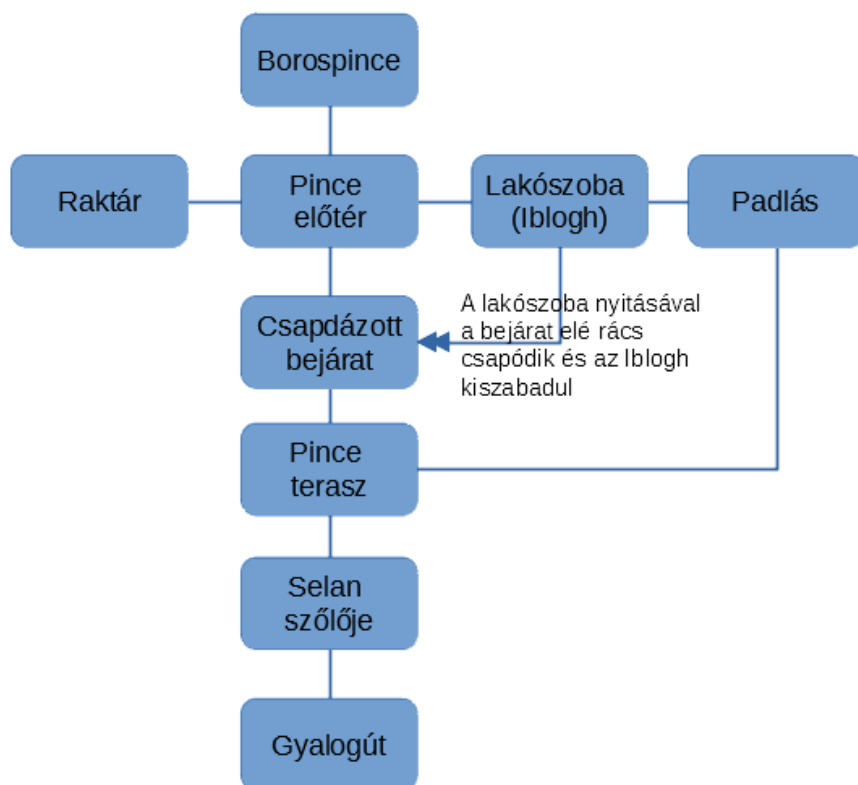 Borospince
Raktár
Pince
előtér
Lakószoba
(Iblogh)
Padlás
Csapdázott
bejárat
A lakószoba nyitásával
a bejárat elé rács
csapódik és az Iblogh
kiszabadul
Pince
terasz
Selan
szőlője
Gyalogút